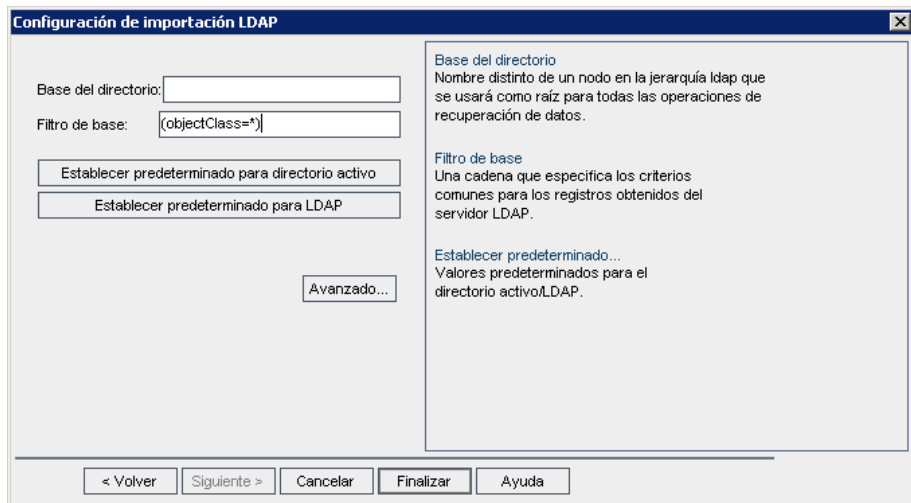 Configuración de importación LDAP
Base del directorio:
Filtro de base:
(objectClass=*)
Establecer predeterminado para directorio activo
Establecer predeterminado para LDAP
Avanzado...
Base del directorio
Nombre distinto de un nodo en la jerarquía ldap que
se usará como raíz para todas las operaciones de
recuperación de datos.
Filtro de base
Una cadena que especifica los criterios
comunes para los registros obtenidos del
servidor LDAP.
Establecer predeterminado...
Valores predeterminados para el
directorio activo/LDAP.
< Volver
Siguiente >
Cancelar
Finalizar
Ayuda